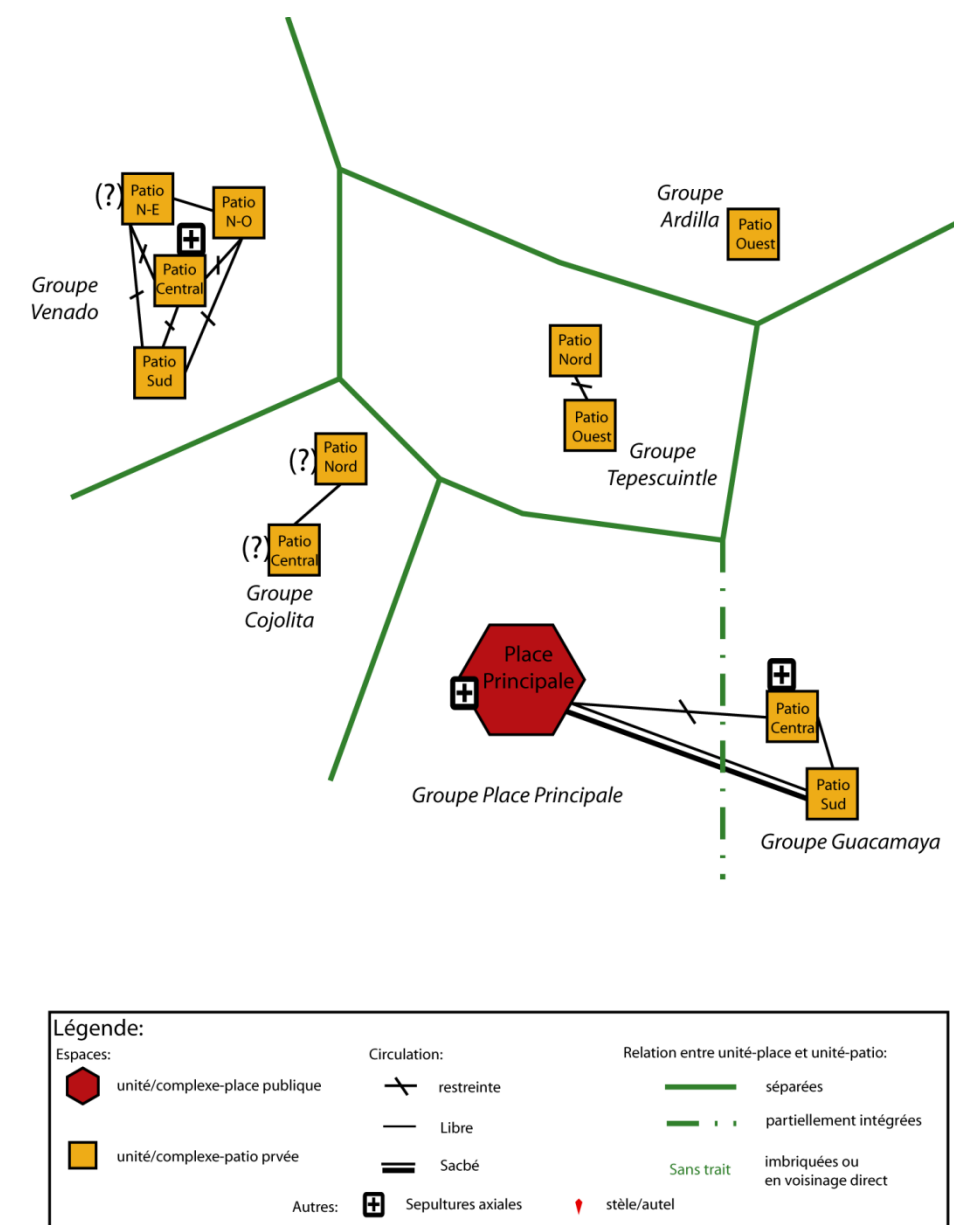 Groupe
Ardilla
Patio
Ouest
(?)
Patio
N-E
Patio
N-O
Patio
Central
Groupe
Venado
Patio
Sud
Patio
Nord
Patio
Ouest
Groupe
Tepescuintle
(?)
Patio
Nord
(?)
Patio
Central
Groupe
Cojolita
Place
Principale
Patio
Central
Patio
Sud
Groupe Place Principale
Groupe Guacamaya
Légende:
Espaces:
unité/complexe-place publique
unité/complexe-patio prvée
Circulation:
restreinte
Libre
Sacbé
Relation entre unité-place et unité-patio:
séparées
partiellement intégrées
Sans trait
imbriquées ou
en voisinage direct
Autres:
Sepultures axiales
stèle/autel